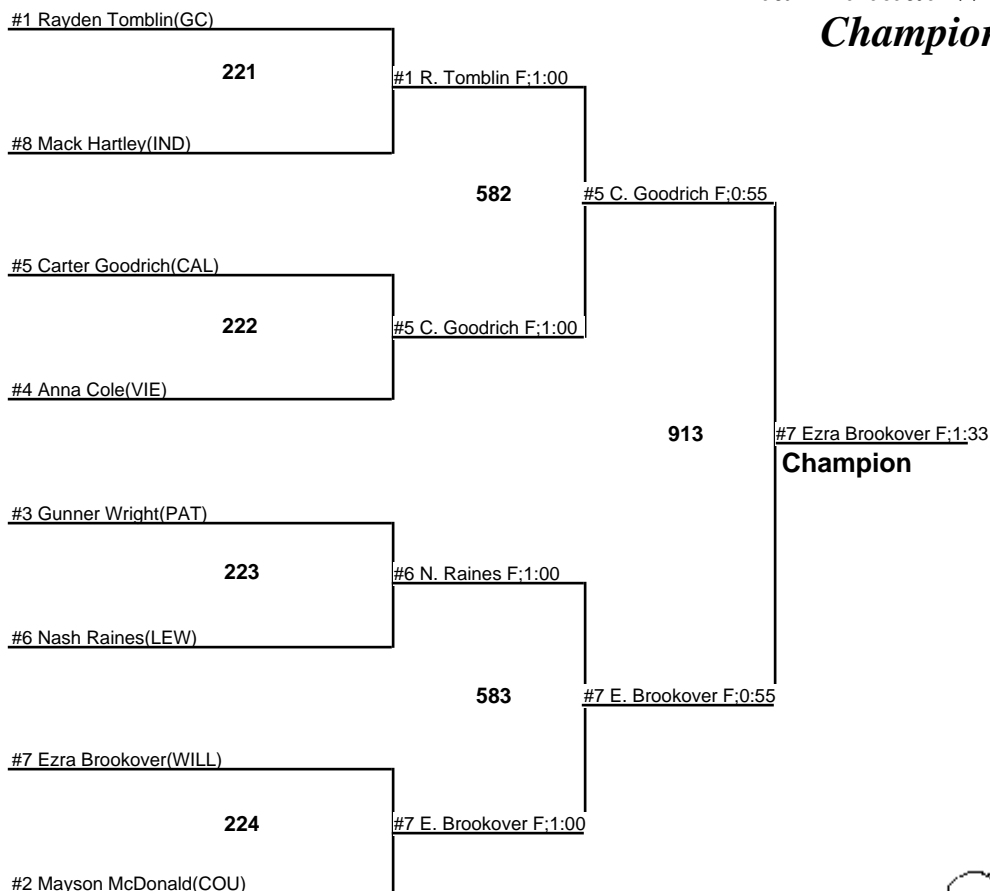 Champion
#1 Rayden Tomblin(GC)
221
#1 R. Tomblin F;1:00
#8 Mack Hartley(IND)
582
#5 C. Goodrich F;0:55
#5 Carter Goodrich(CAL)
222
#5 C. Goodrich F;1:00
#4 Anna Cole(VIE)
913
#7 Ezra Brookover F;1:33
Champion
#3 Gunner Wright(PAT)
223
#6 N. Raines F;1:00
#6 Nash Raines(LEW)
583
#7 E. Brookover F;0:55
#7 Ezra Brookover(WILL)
224
#7 E. Brookover F;1:00
#2 Mayson McDonald(COU)